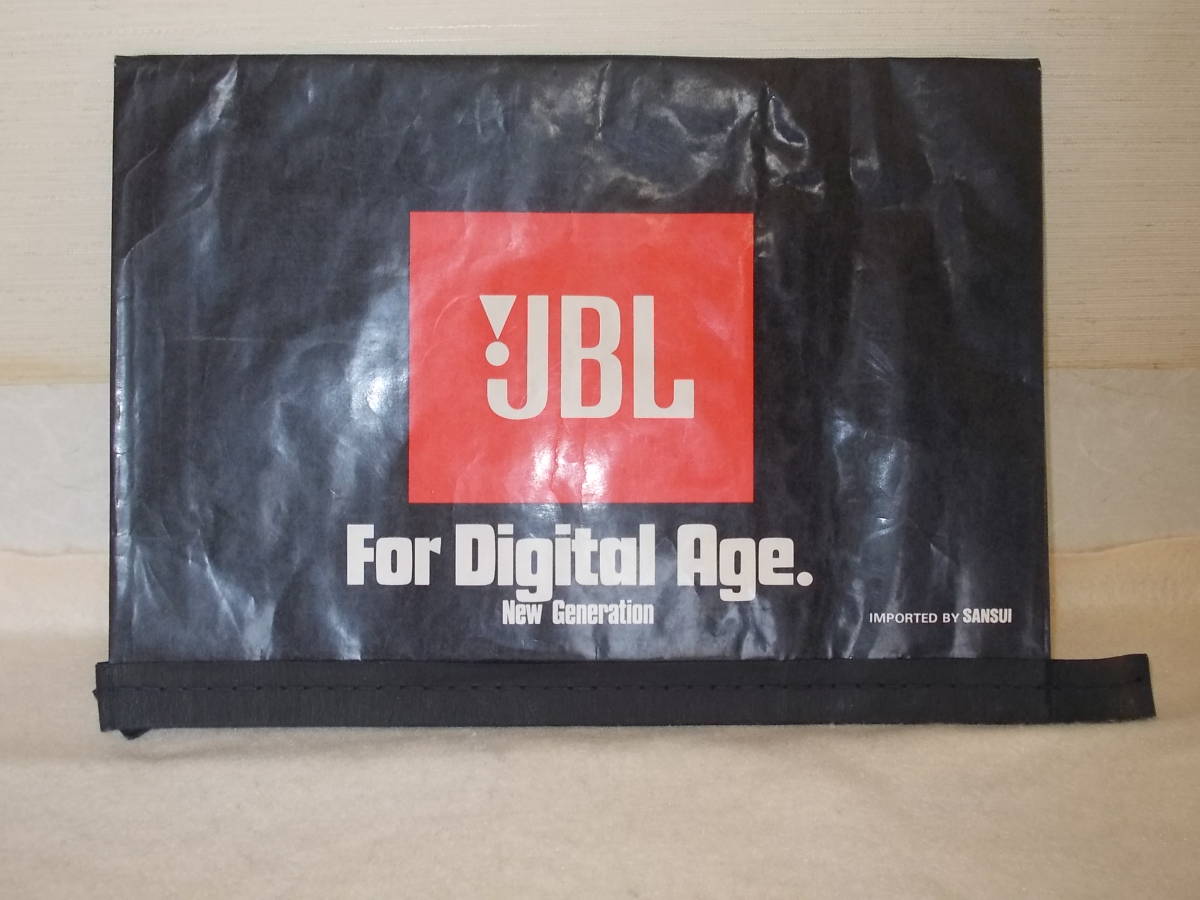 JBL
For Digital Age.
New Generation
IMPORTED BY SANSUI